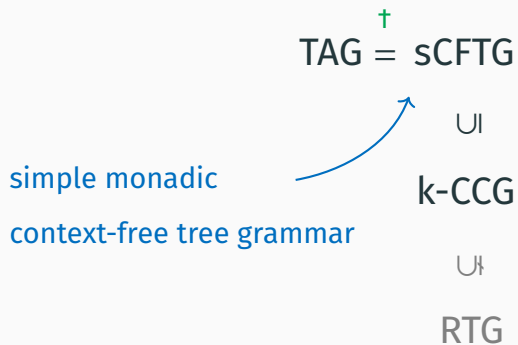 †
TAG = sCFTG
∪|
simple monadic
k-CCG
context-free tree grammar
∪∤
RTG